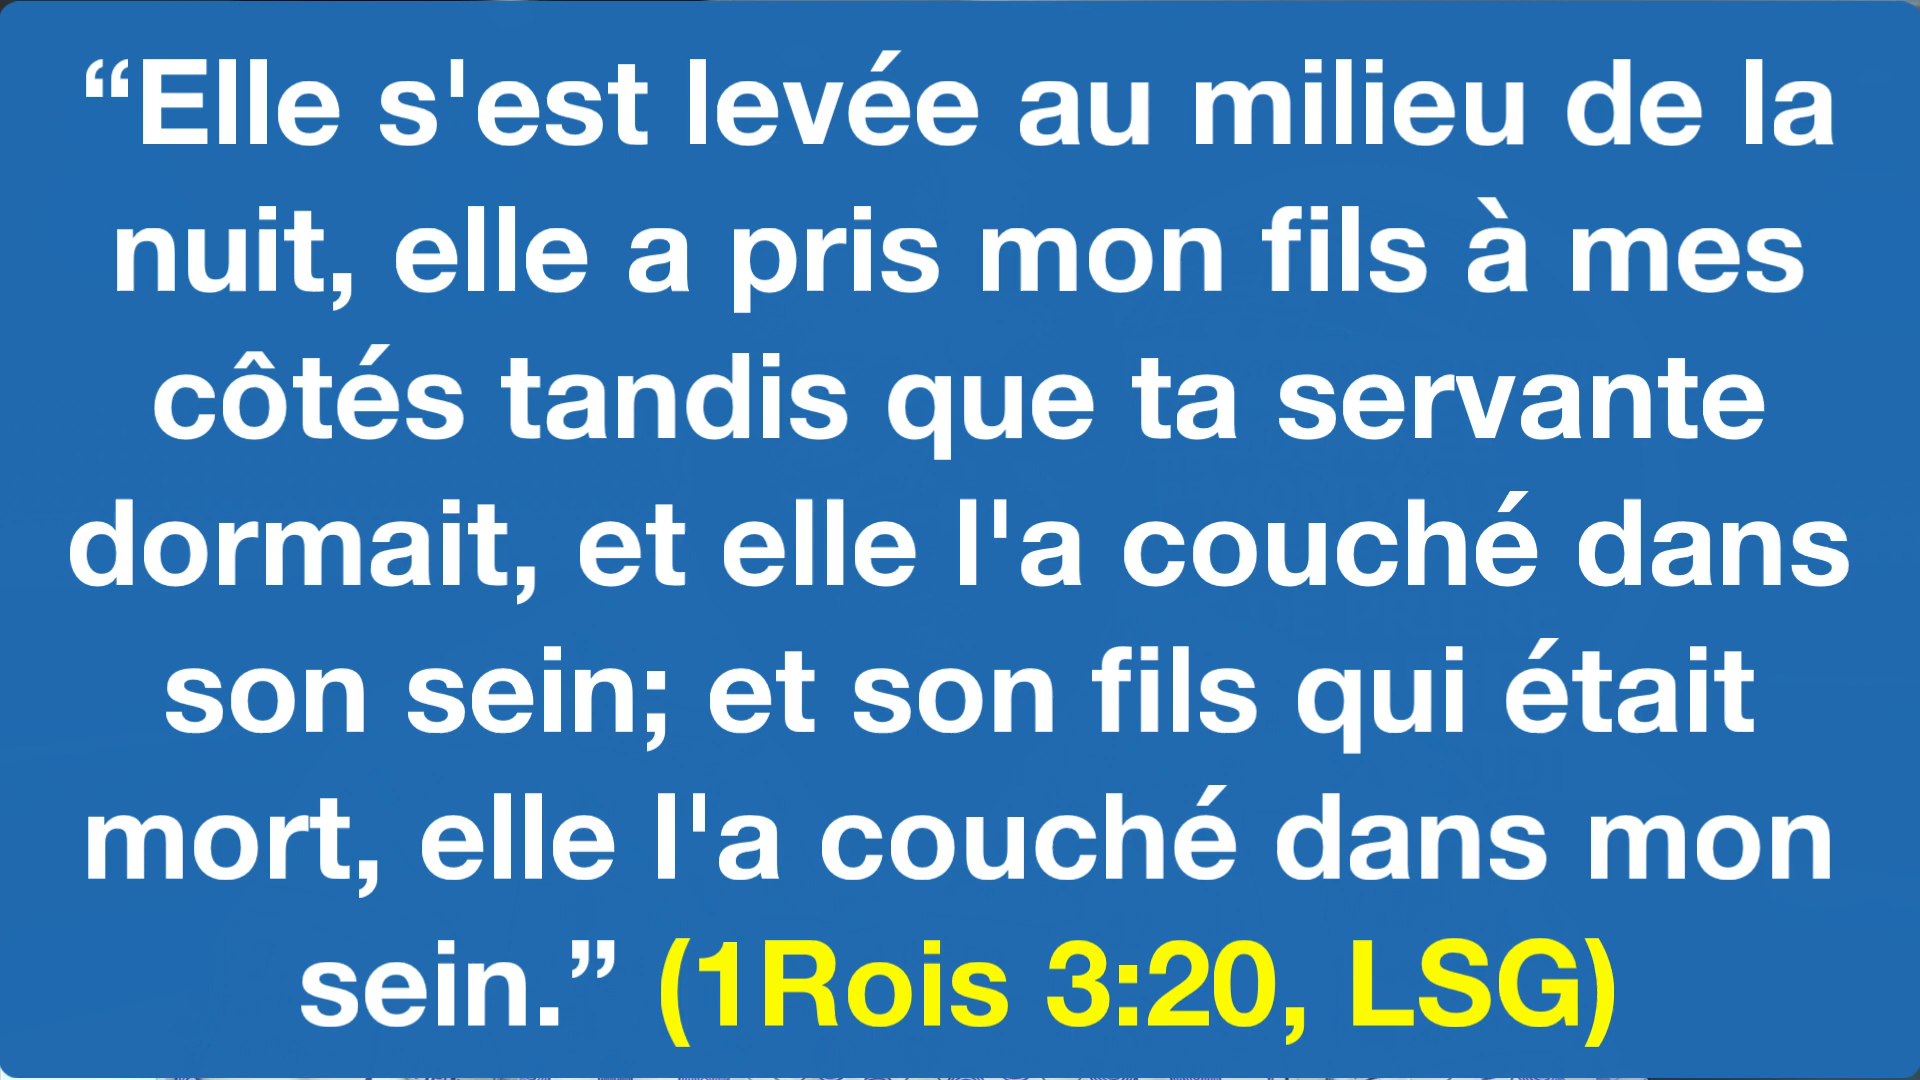 “Elle s'est levée au milieu de la
nuit, elle a pris mon fils à mes
côtés tandis que ta servante
dormait, et elle l'a couché dans
son sein; et son fils qui était
mort, elle l'a couché dans mon
sein.” (1Rois 3:20, LSG)